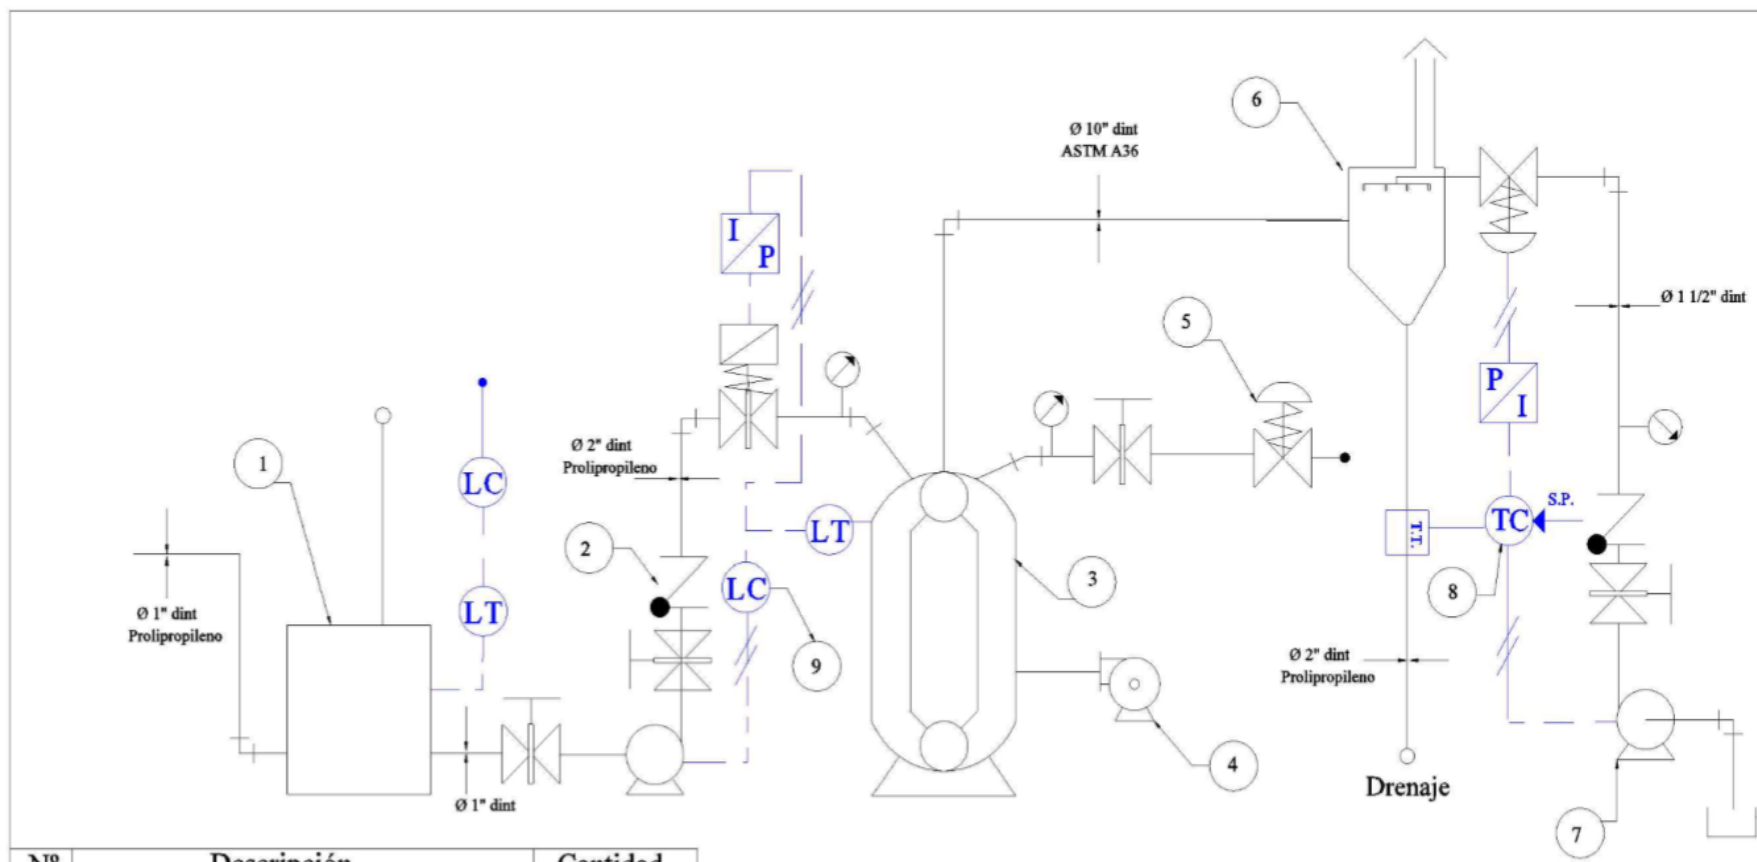 6
Ø 10" dint
ASTM A36
I
P
Ø 1 1/2" dint
5
P
I
Ø 2" dint
Prolipropileno
1
LC
S.P.
TC
T.T.
LT
2
LC
3
8
LT
Ø 1" dint
Prolipropileno
9
Ø 2" dint
Prolipropileno
4
Drenaje
Ø 1" dint
7
Nº Descripción Cantidad